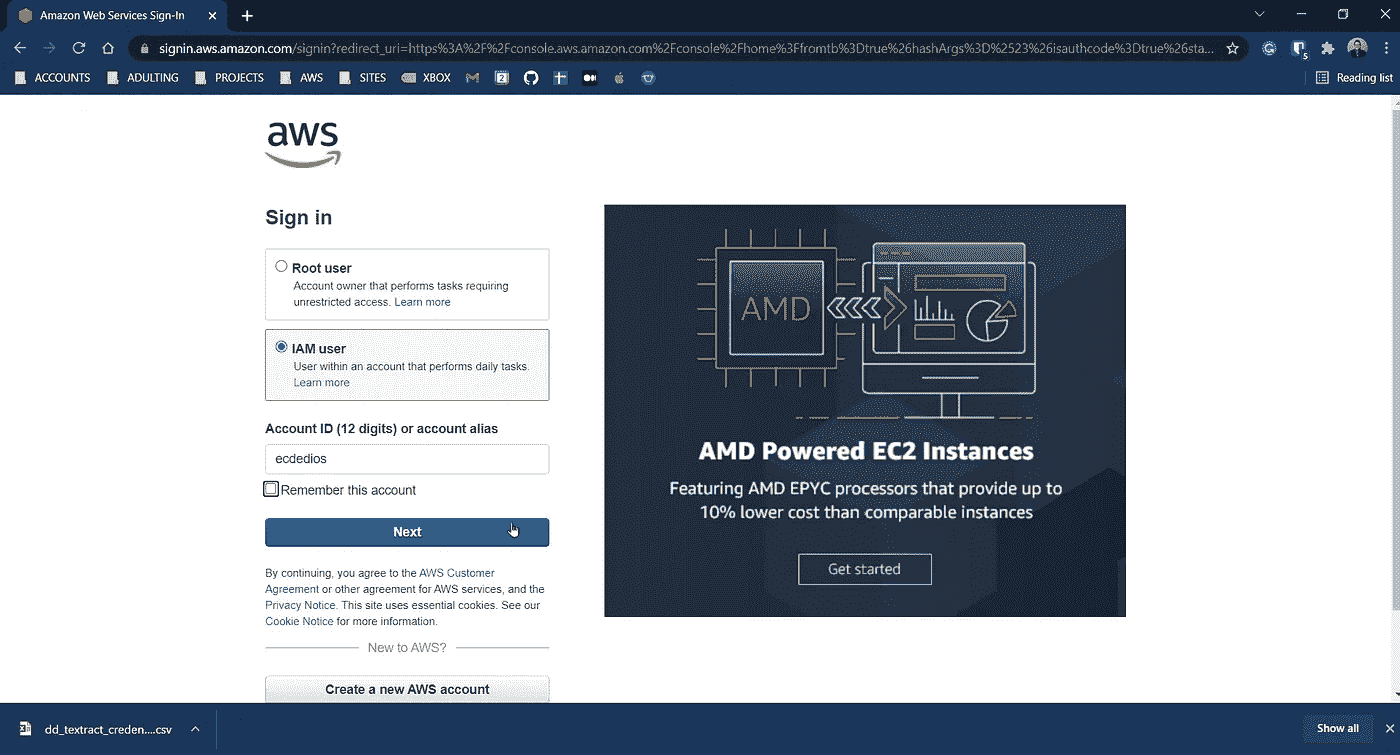 Amazon Web Services Sign-In
signin.aws.amazon.com/signin?redirect_uri=https%3A%2F%2Fconsole.aws.amazon.com%2Fconsole%2Fhome%3Ffromtb%3Dtrue%26hashArgs%3D%2523%26isauthcode%3Dtrue%26sta...
5
ACCOUNTS ADULTING PROJECTS AWS SITES XBOX Reading list
aws
Sign in
Root user
Account owner that performs tasks requiring
unrestricted access. Learn more
IAM user
User within an account that performs daily tasks.
Learn more
Account ID (12 digits) or account alias
ecdedios
Remember this account
Next
By continuing, you agree to the AWS Customer
Agreement or other agreement for AWS services, and the
Privacy Notice. This site uses essential cookies. See our
Cookie Notice for more information.
New to AWS?
Create a new AWS account
AMD
AMD Powered EC2 Instances
Featuring AMD EPYC processors that provide up to
10% lower cost than comparable instances
Get started
dd_textract_creden....csv
Show all